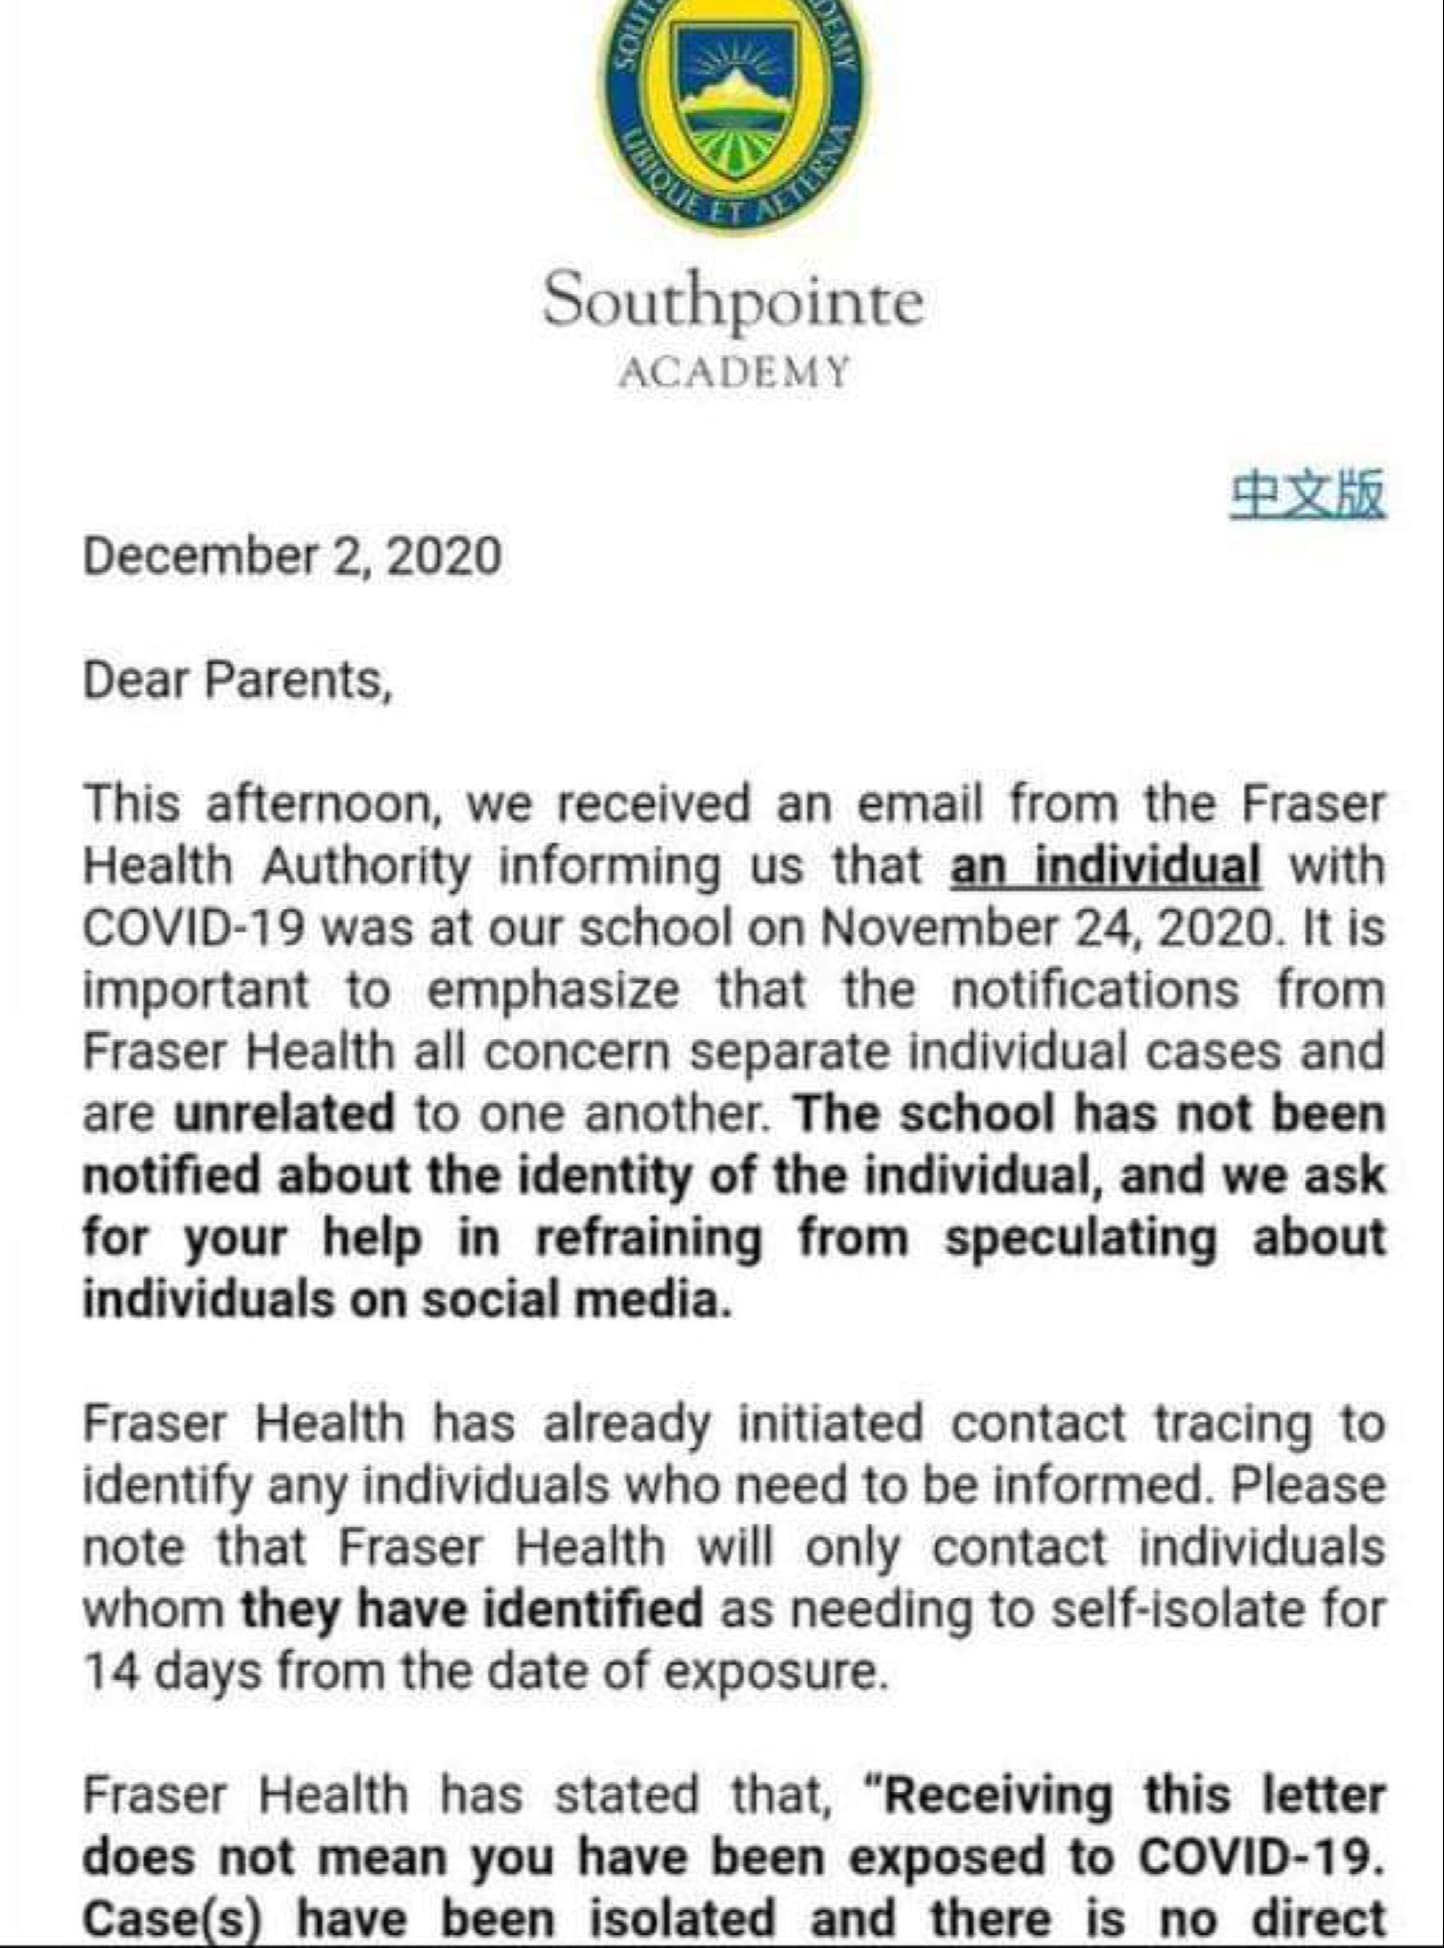 SOUT
DEMY
UBIQUE ET AETERNA
Southpointe
ACADEMY
中文版
December 2, 2020
Dear Parents,
This afternoon, we received an email from the Fraser
Health Authority informing us that an individual with
COVID-19 was at our school on November 24, 2020. It is
important to emphasize that the notifications from
Fraser Health all concern separate individual cases and
are unrelated to one another. The school has not been
notified about the identity of the individual, and we ask
for your help in refraining from speculating about
individuals on social media.
Fraser Health has already initiated contact tracing to
identify any individuals who need to be informed. Please
note that Fraser Health will only contact individuals
whom they have identified as needing to self-isolate for
14 days from the date of exposure.
Fraser Health has stated that, “Receiving this letter
does not mean you have been exposed to COVID-19.
Case(s) have been isolated and there is no direct